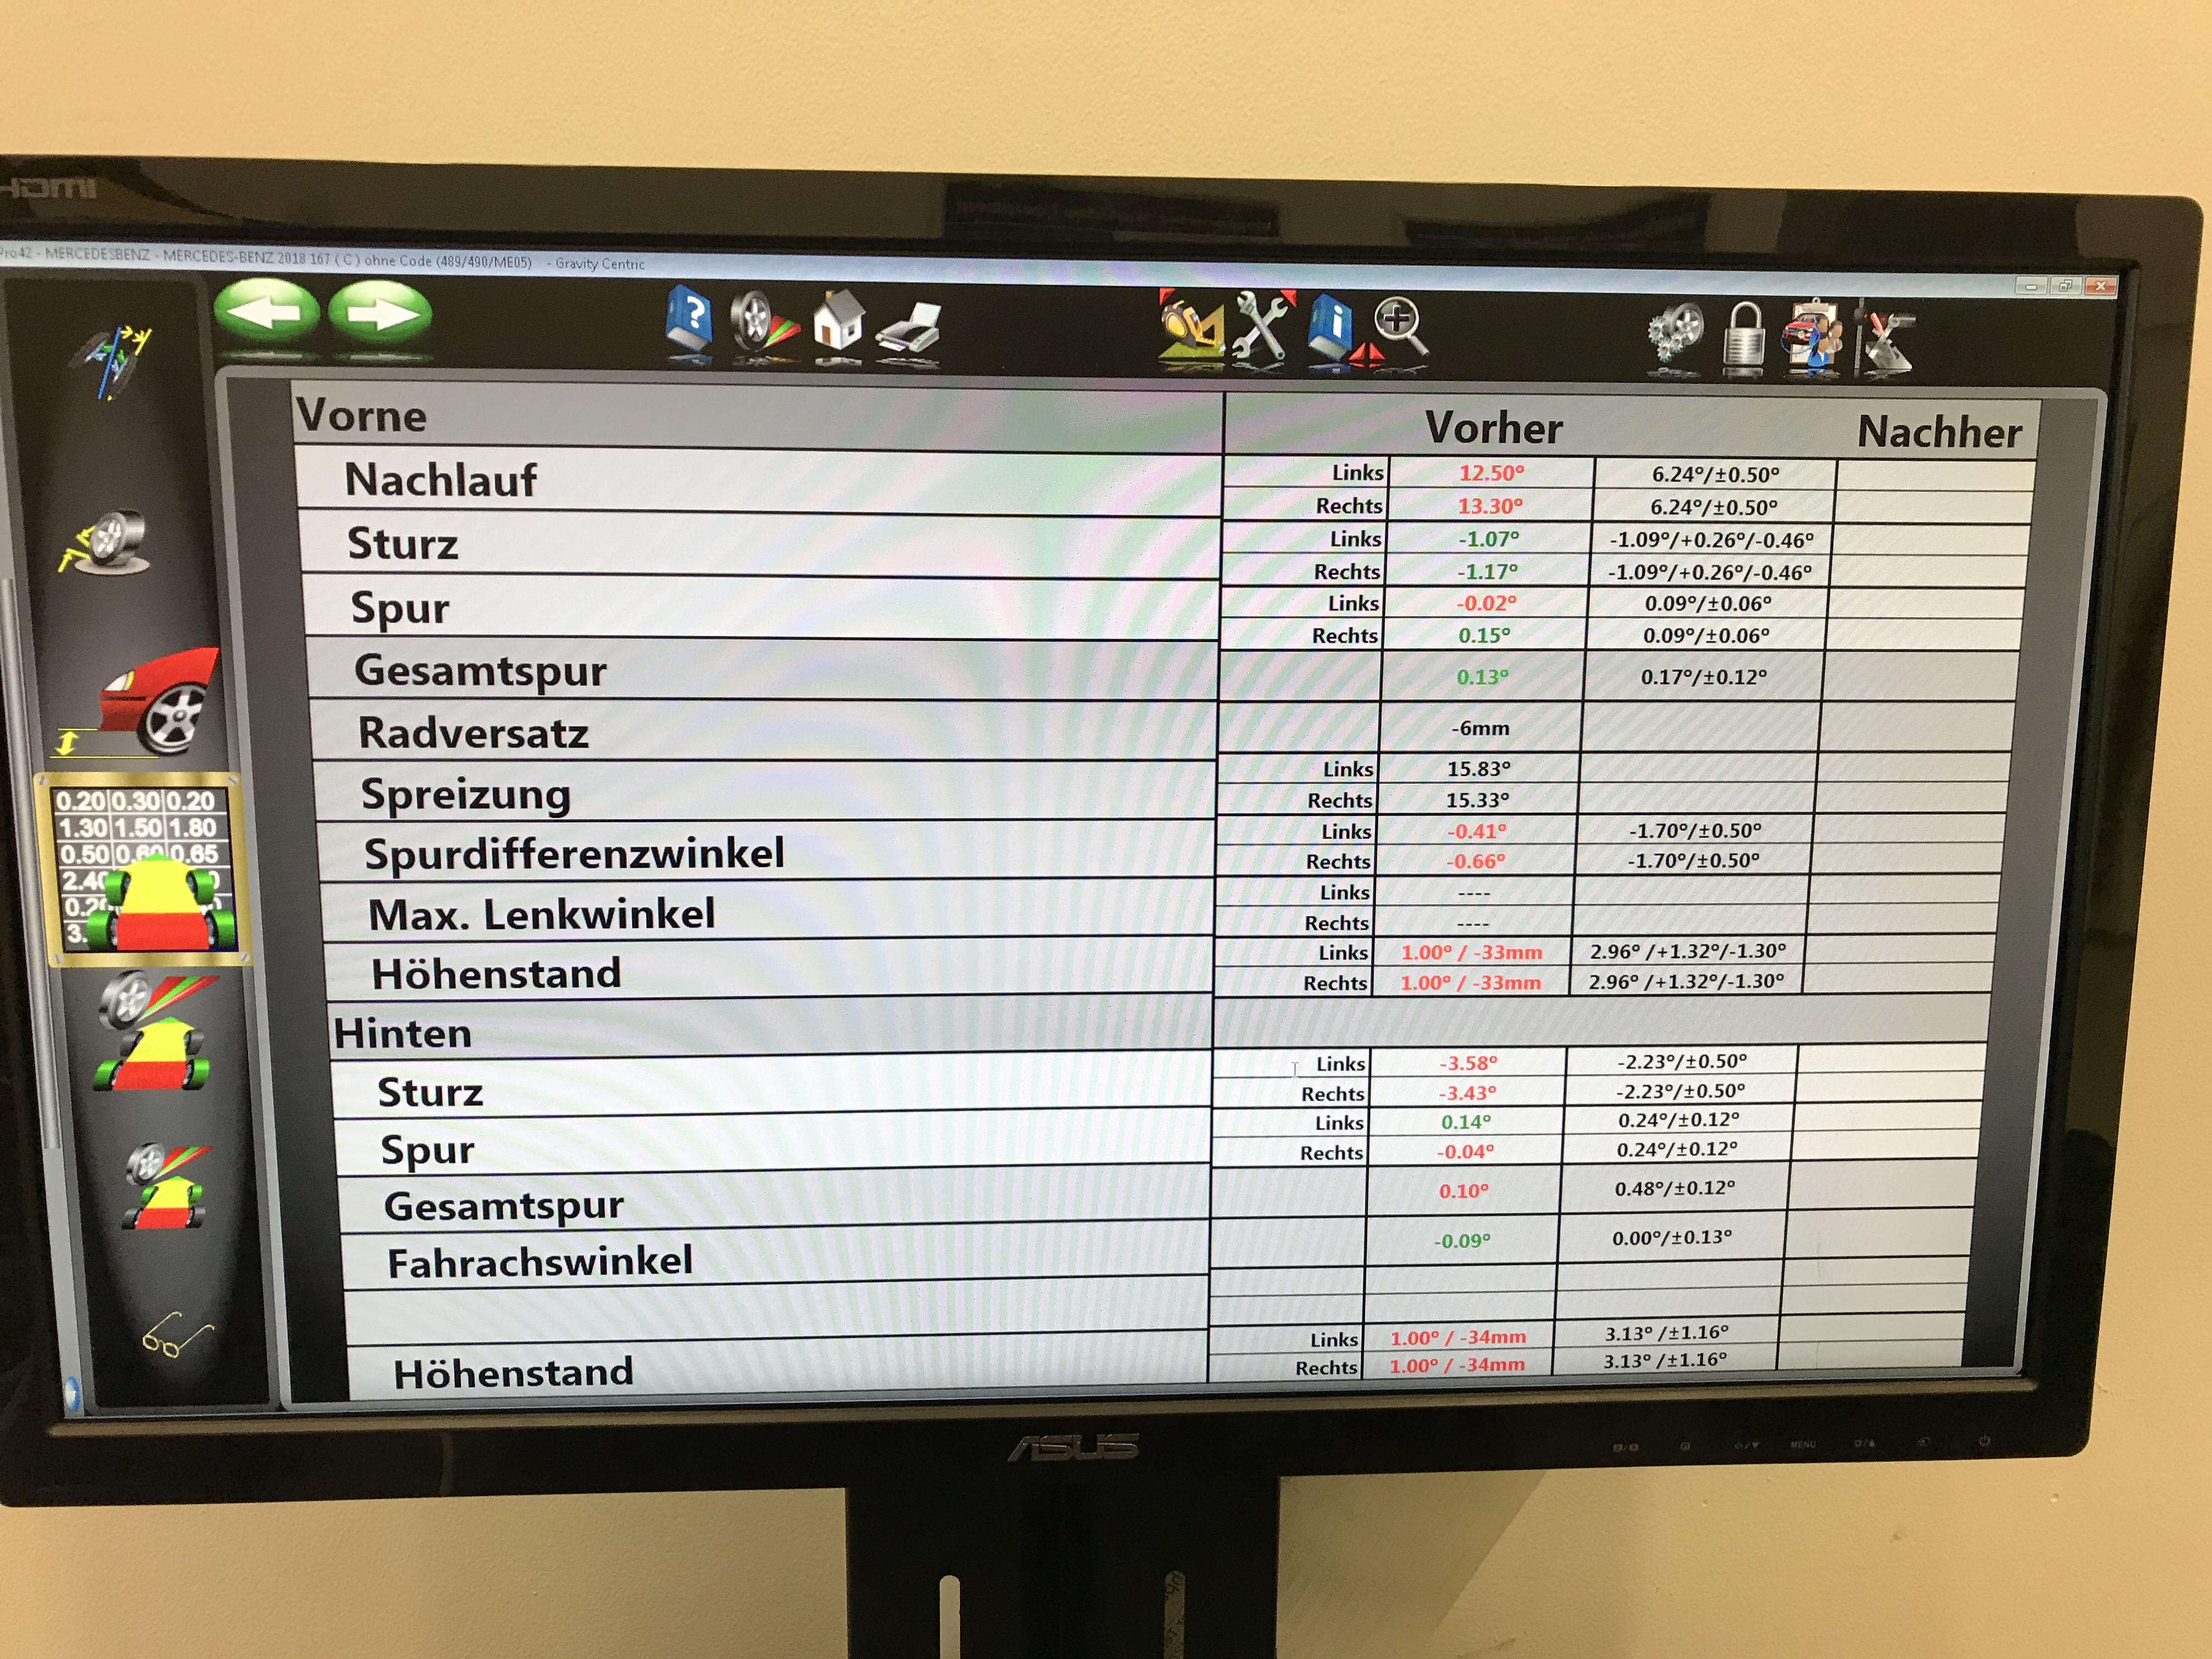 HDMI
Pro42 - MERCEDESBENZ - MERCEDES-BENZ 2018 167 ( C ) ohne Code (489/490/ME05) - Gravity Centric
Vorne Vorher Nachher
Nachlauf Links 12.50° 6.24°/±0.50°
Rechts 13.30° 6.24°/±0.50°
Sturz Links -1.07° -1.09°/+0.26°/-0.46°
Rechts -1.17° -1.09°/+0.26°/-0.46°
Spur Links -0.02° 0.09°/±0.06°
Rechts 0.15° 0.09°/±0.06°
Gesamtspur 0.13° 0.17°/±0.12°
Radversatz -6mm
Spreizung Links 15.83°
Rechts 15.33°
Spurdifferenzwinkel Links -0.41° -1.70°/±0.50°
Rechts -0.66° -1.70°/±0.50°
Max. Lenkwinkel Links ----
Rechts ----
Höhenstand Links 1.00° / -33mm 2.96° /+1.32°/-1.30°
Rechts 1.00° / -33mm 2.96° /+1.32°/-1.30°
Hinten
Sturz Links -3.58° -2.23°/±0.50°
Rechts -3.43° -2.23°/±0.50°
Spur Links 0.14° 0.24°/±0.12°
Rechts -0.04° 0.24°/±0.12°
Gesamtspur 0.10° 0.48°/±0.12°
Fahrachswinkel -0.09° 0.00°/±0.13°
Höhenstand Links 1.00° / -34mm 3.13° /±1.16°
Rechts 1.00° / -34mm 3.13° /±1.16°
0.20 0.30 0.20
1.30 1.50 1.80
0.50 0.60 0.65
ASUS
MENU